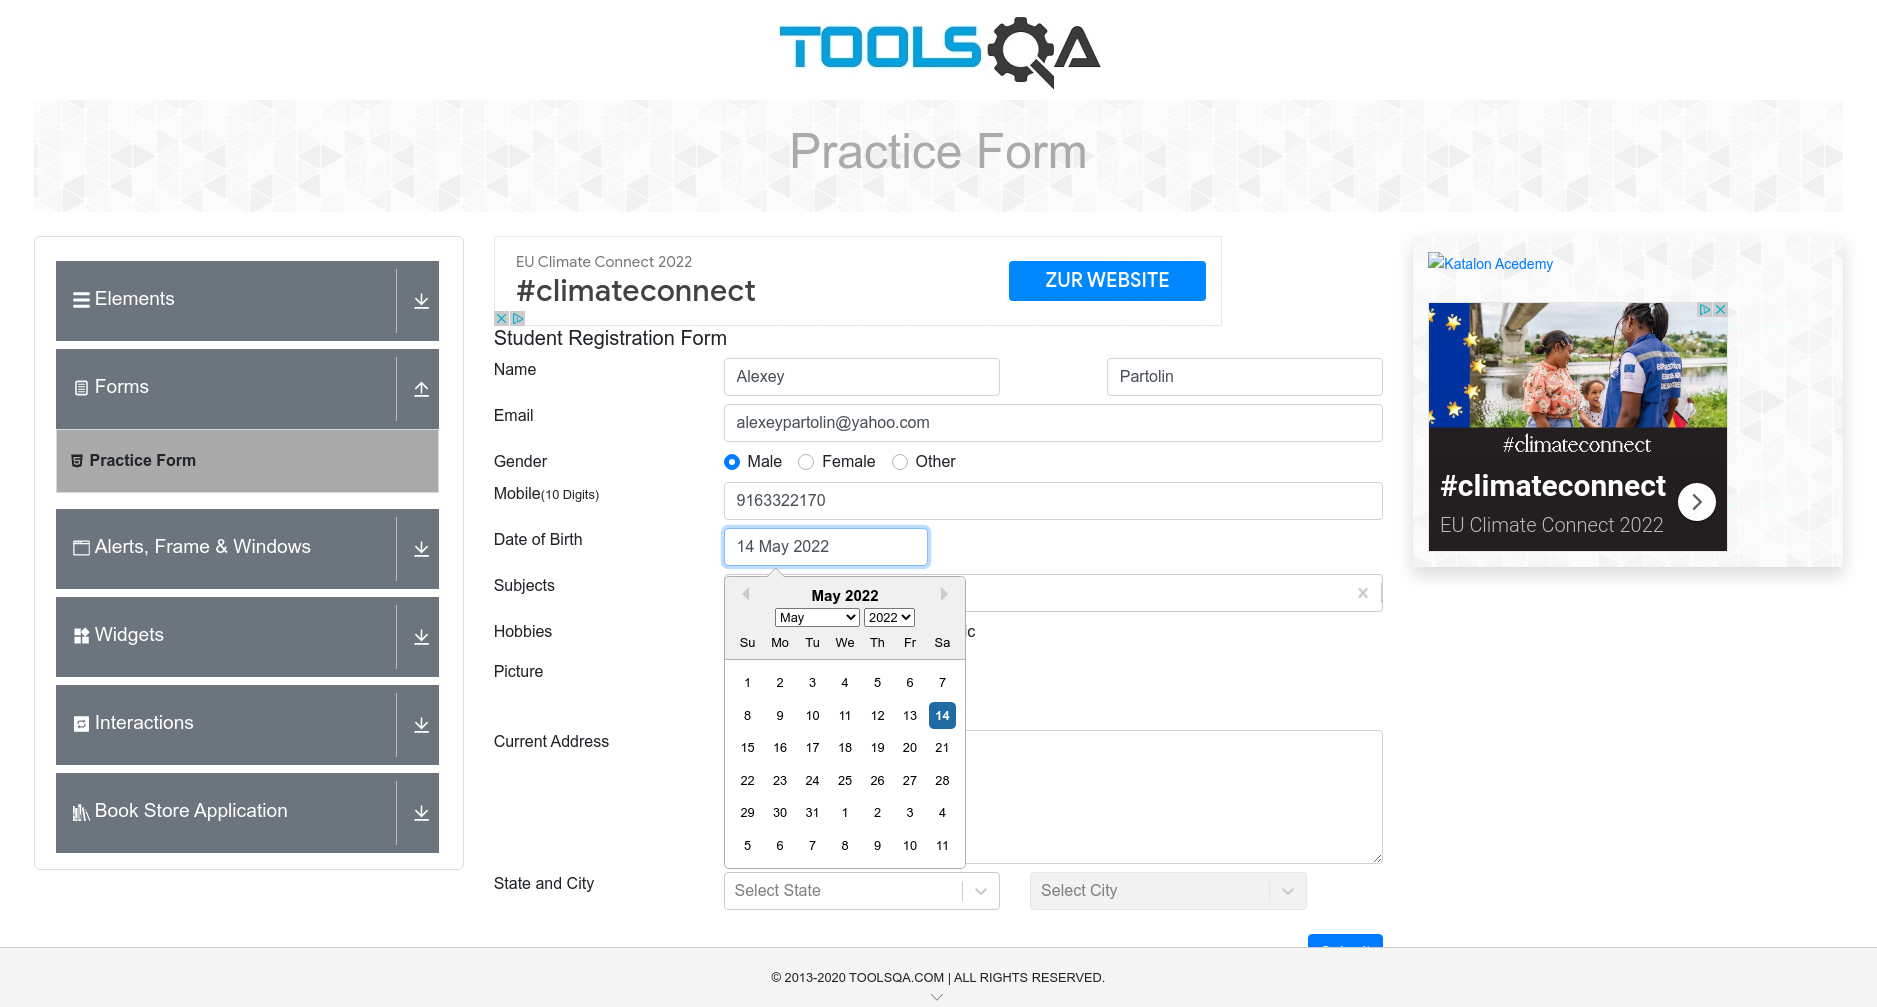 TOOLSQA
Practice Form
Elements
Forms
Practice Form
Alerts, Frame & Windows
Widgets
Interactions
Book Store Application
EU Climate Connect 2022
#climateconnect
ZUR WEBSITE
Student Registration Form
Name
Alexey
Partolin
Email
alexeypartolin@yahoo.com
Gender
Male
Female
Other
Mobile(10 Digits)
9163322170
Date of Birth
14 May 2022
Subjects
May 2022
May
2022
Su Mo Tu We Th Fr Sa
1 2 3 4 5 6 7
8 9 10 11 12 13 14
15 16 17 18 19 20 21
22 23 24 25 26 27 28
29 30 31 1 2 3 4
5 6 7 8 9 10 11
Hobbies
ic
Picture
Current Address
State and City
Select State
Select City
Katalon Acedemy
#climateconnect
#climateconnect
EU Climate Connect 2022
© 2013-2020 TOOLSQA.COM | ALL RIGHTS RESERVED.